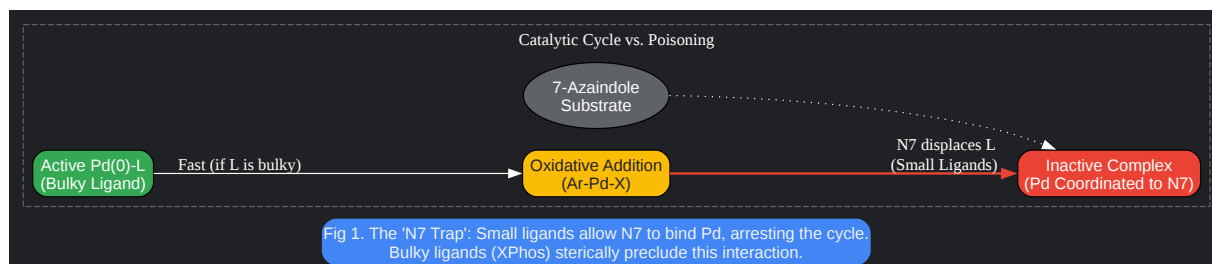 Catalytic Cycle vs. Poisoning
7-Azaindole
Substrate
Active Pd(0)-L
(Bulky Ligand)
Fast (if L is bulky)
Oxidative Addition
(Ar-Pd-X)
N7 displaces L
(Small Ligands)
Inactive Complex
(Pd Coordinated to N7)
Fig 1. The 'N7 Trap': Small ligands allow N7 to bind Pd, arresting the cycle.
Bulky ligands (XPhos) sterically preclude this interaction.